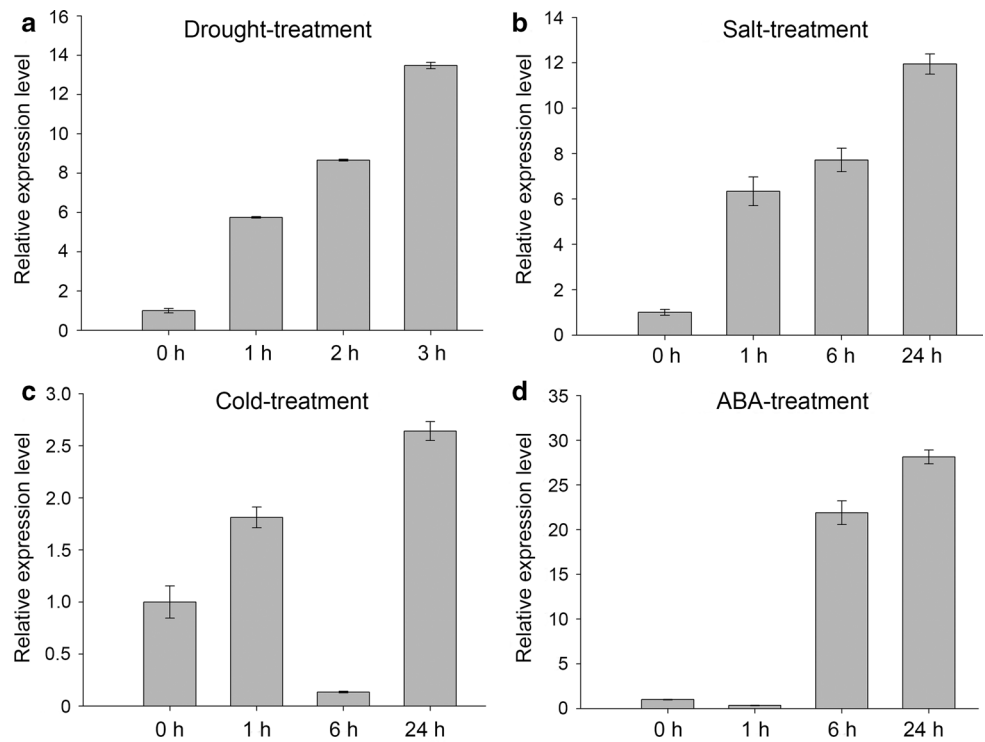 a
Drought-treatment
Relative expression level
16
14
12
10
8
6
4
2
0
0 h 1 h 2 h 3 h
b
Salt-treatment
Relative expression level
14
12
10
8
6
4
2
0
0 h 1 h 6 h 24 h
c
Cold-treatment
Relative expression level
3.0
2.5
2.0
1.5
1.0
0.5
0
0 h 1 h 6 h 24 h
d
ABA-treatment
Relative expression level
35
30
25
20
15
10
5
0
0 h 1 h 6 h 24 h